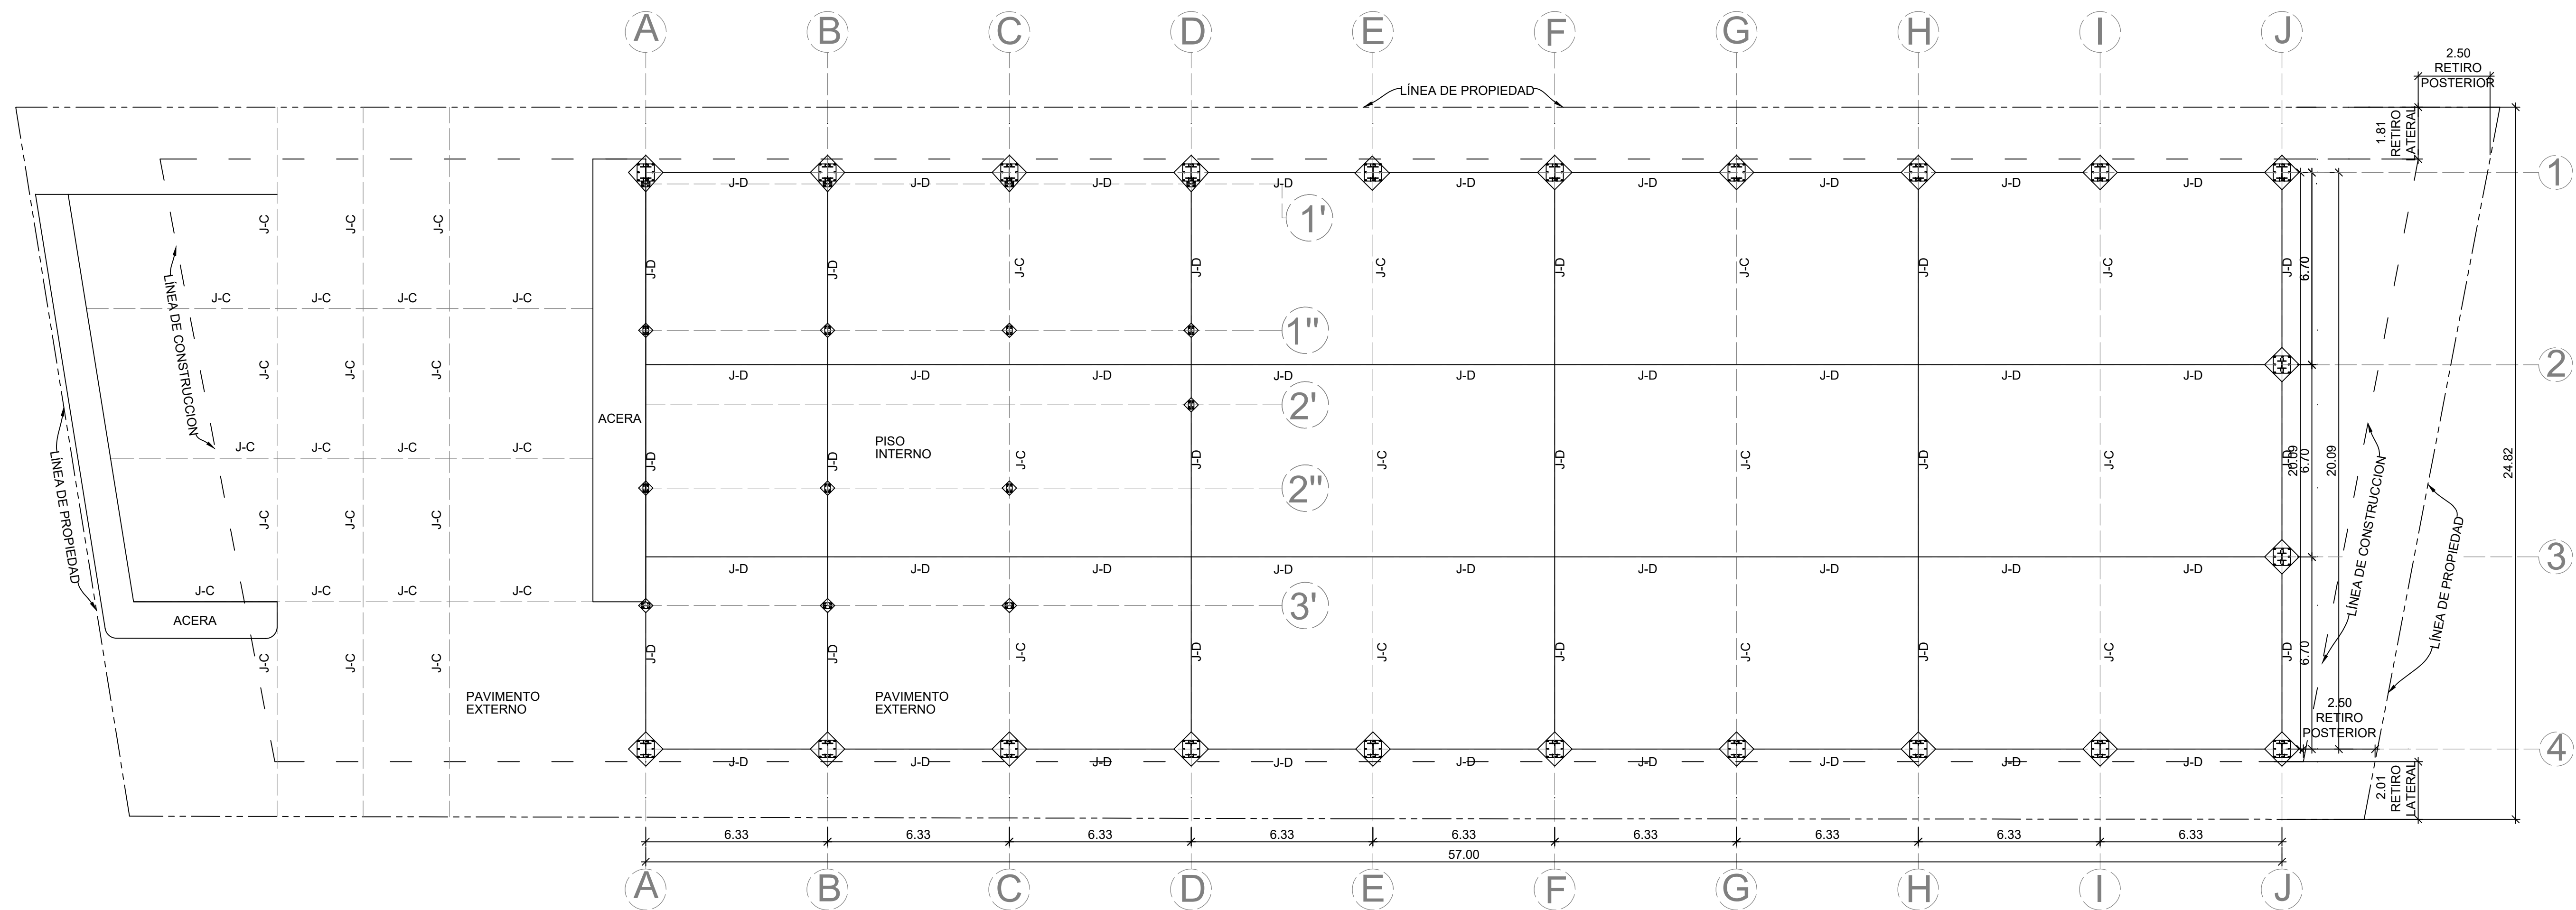 A B C D E F G H I J
2.50
RETIRO
POSTERIOR
LÍNEA DE PROPIEDAD
1.81
RETIRO
LATERAL
1
J-D J-D J-D J-D J-D J-D J-D J-D J-D
1'
J-C J-C J-C
J-D J-D J-C J-D J-C J-D J-C J-D J-C J-D
6.70
LÍNEA DE CONSTRUCCION
J-C J-C J-C J-C
1"
2
J-C J-C J-C
J-D J-D J-D J-D J-D J-D J-D J-D J-D
2'
ACERA
PISO
INTERNO
J-C J-C J-C J-C
J-D J-D J-C J-D J-C J-D J-C J-D J-C J-D
20.09
6.70
20.09
24.82
LÍNEA DE PROPIEDAD
2"
LÍNEA DE CONSTRUCCION
LÍNEA DE PROPIEDAD
J-C J-C J-C
3
J-D J-D J-D J-D J-D J-D J-D J-D J-D
J-C J-C J-C J-C
3'
ACERA
J-C J-C J-C
J-D J-D J-C J-D J-C J-D J-C J-D J-C J-D
6.70
PAVIMENTO
EXTERNO
PAVIMENTO
EXTERNO
2.50
RETIRO
POSTERIOR
4
J-D J-D J-D J-D J-D J-D J-D J-D J-D
2.01
RETIRO
LATERAL
6.33 6.33 6.33 6.33 6.33 6.33 6.33 6.33 6.33
57.00
A B C D E F G H I J